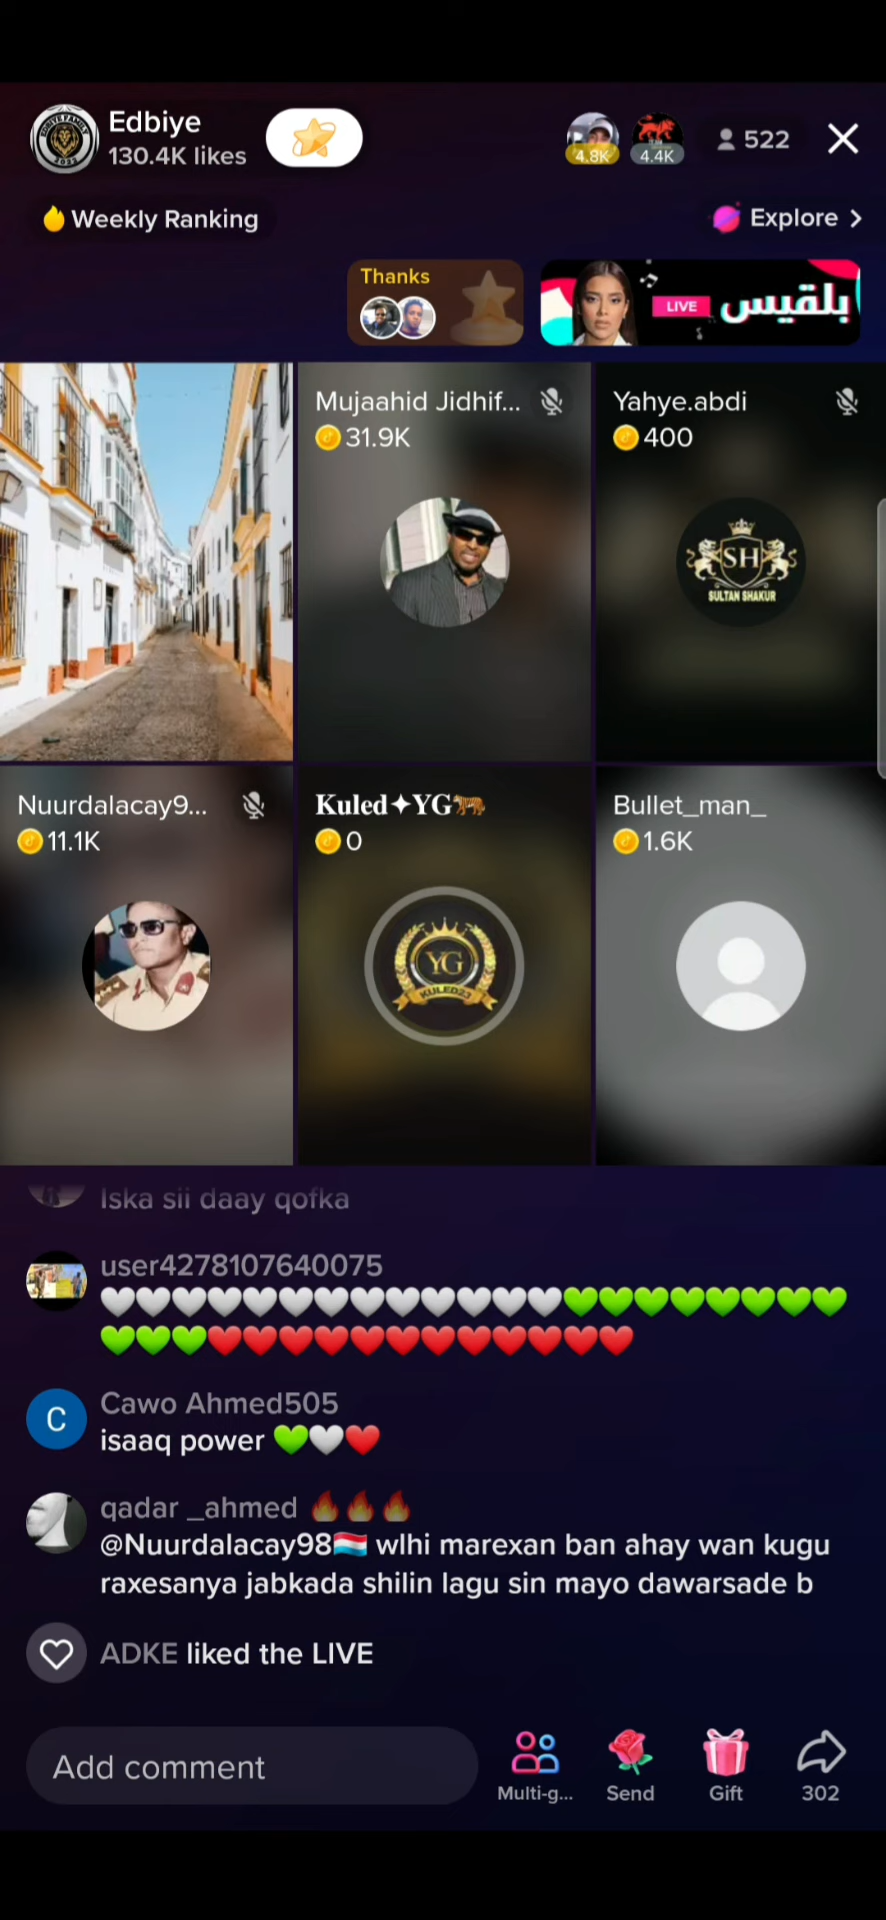 Edbiye
130.4K likes
4.8K
4.4K
522
Weekly Ranking
Explore
Thanks
LIVE بلقيس
Mujaahid Jidhif...
31.9K
Yahye.abdi
400
SH
SULTAN SHAKUR
Nuurdalacay9...
11.1K
Kuled✦YG🐅
0
YG
KULED23
Bullet_man_
1.6K
Iska sii daay qofka
user4278107640075
🤍🤍🤍🤍🤍🤍🤍🤍🤍🤍🤍🤍🤍💚💚💚💚💚💚💚💚
💚💚💚❤️❤️❤️❤️❤️❤️❤️❤️❤️❤️❤️❤️
C
Cawo Ahmed505
isaaq power 💚🤍❤️
qadar _ahmed 🔥🔥🔥
@Nuurdalacay98🇱🇺 wlhi marexan ban ahay wan kugu
raxesanya jabkada shilin lagu sin mayo dawarsade b
ADKE liked the LIVE
Add comment
Multi-g...
Send
Gift
302